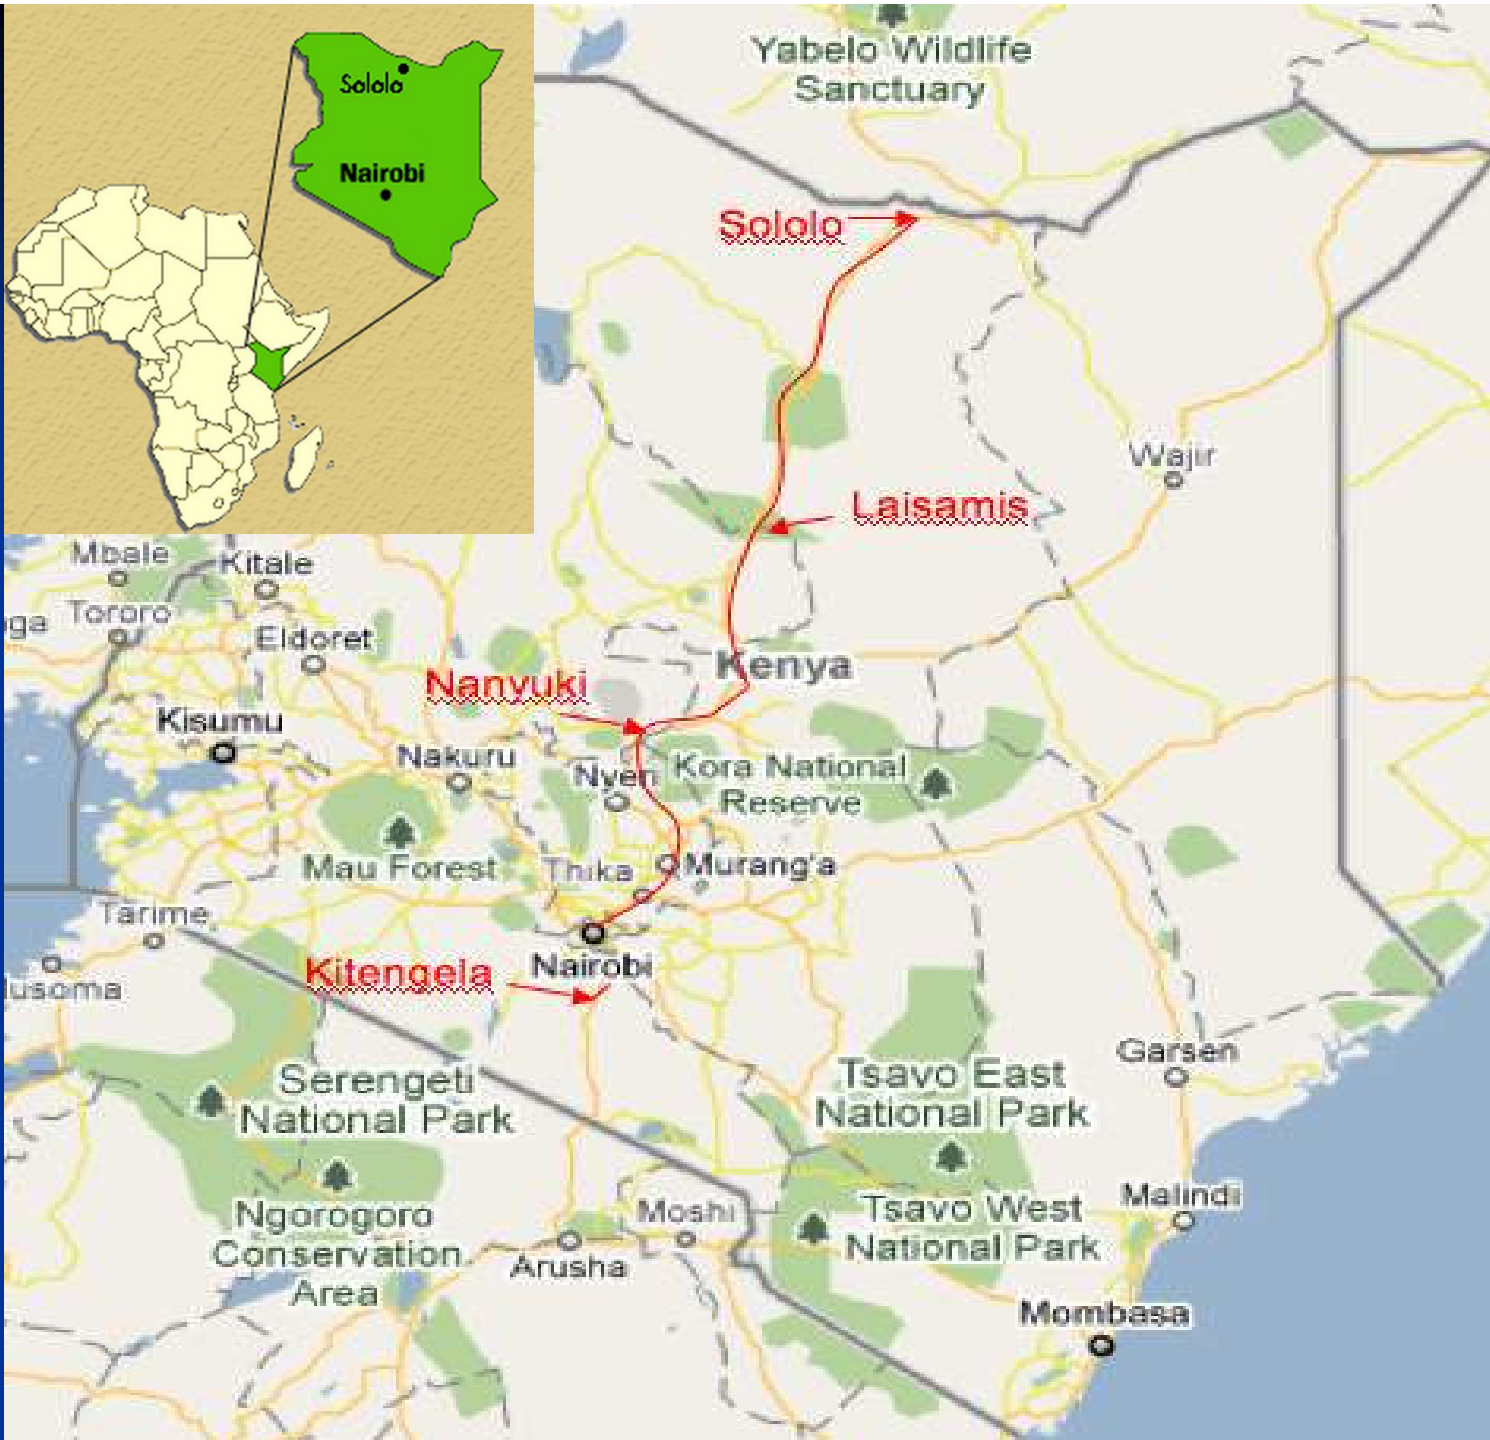 Sololo
Nairobi
Yabelo Wildlife
Sanctuary
Sololo
Wajir
Laisamis
Mbale
Kitale
Tororo
Eldoret
Kenya
Nanyuki
Kisumu
Nakuru
Nyeri
Kora National
Reserve
Mau Forest
Thika
Murang'a
Tarime
Nairobi
Kitengela
Garsen
Serengeti
National Park
Tsavo East
National Park
Ngorogoro
Conservation
Area
Moshi
Arusha
Tsavo West
National Park
Malindi
Mombasa